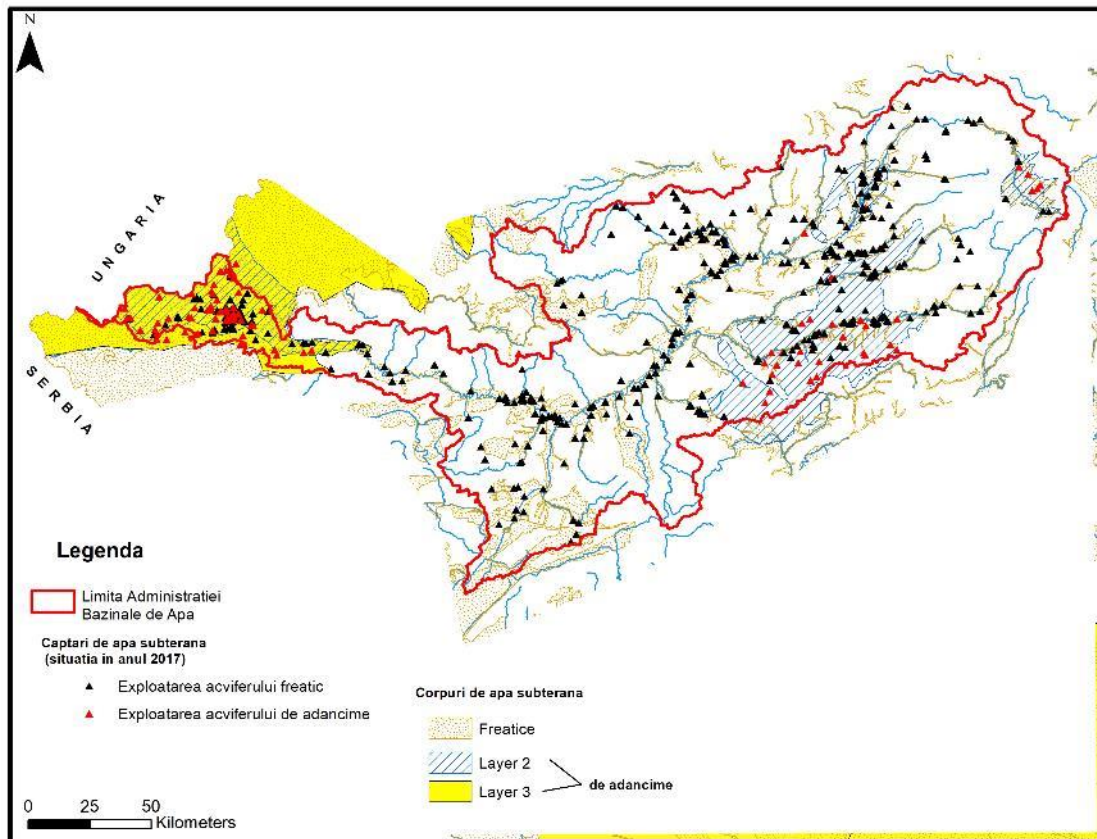 N
UNGARIA
SERBIA
Legenda
Limita Administratiei
Bazinale de Apa
Captari de apa subterana
(situatia in anul 2017)
Exploatarea acviferului freatic
Exploatarea acviferului de adancime
Corpuri de apa subterana
Freatice
Layer 2
de adancime
Layer 3
0 25 50
Kilometers